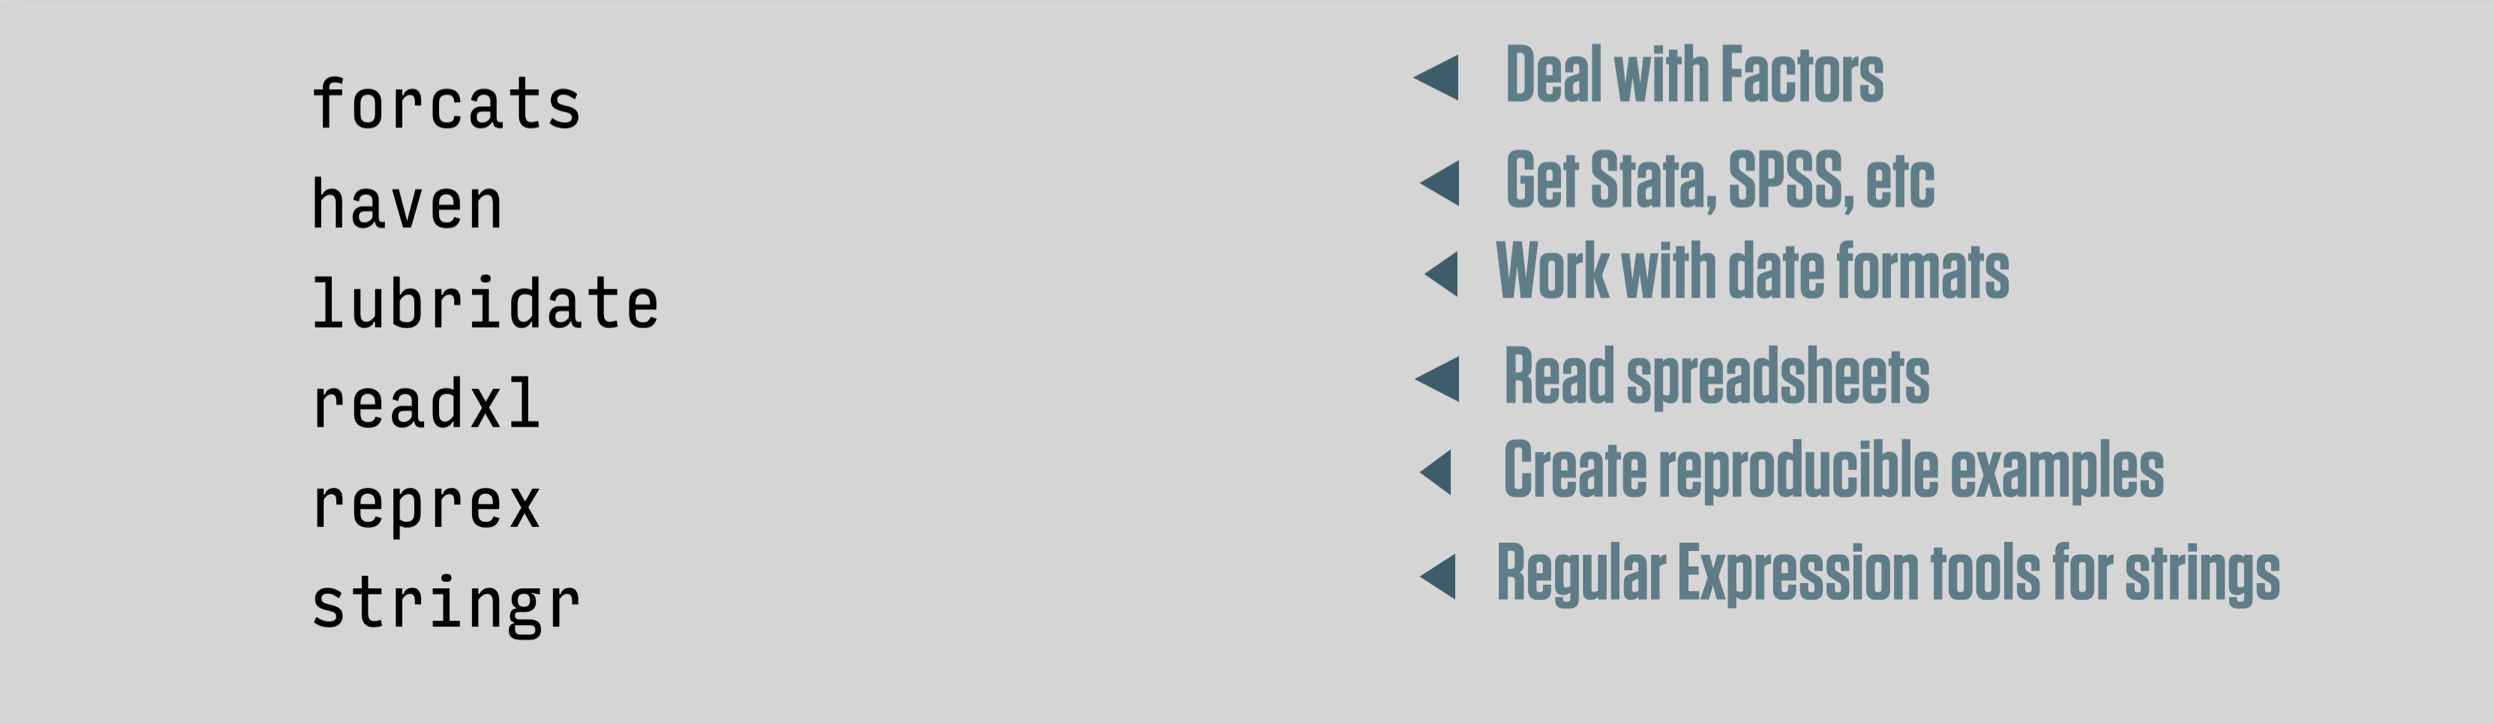 forcats ◀ Deal with Factors
haven ◀ Get Stata, SPSS, etc
lubridate ◀ Work with date formats
readxl ◀ Read spreadsheets
reprex ◀ Create reproducible examples
stringr ◀ Regular Expression tools for strings